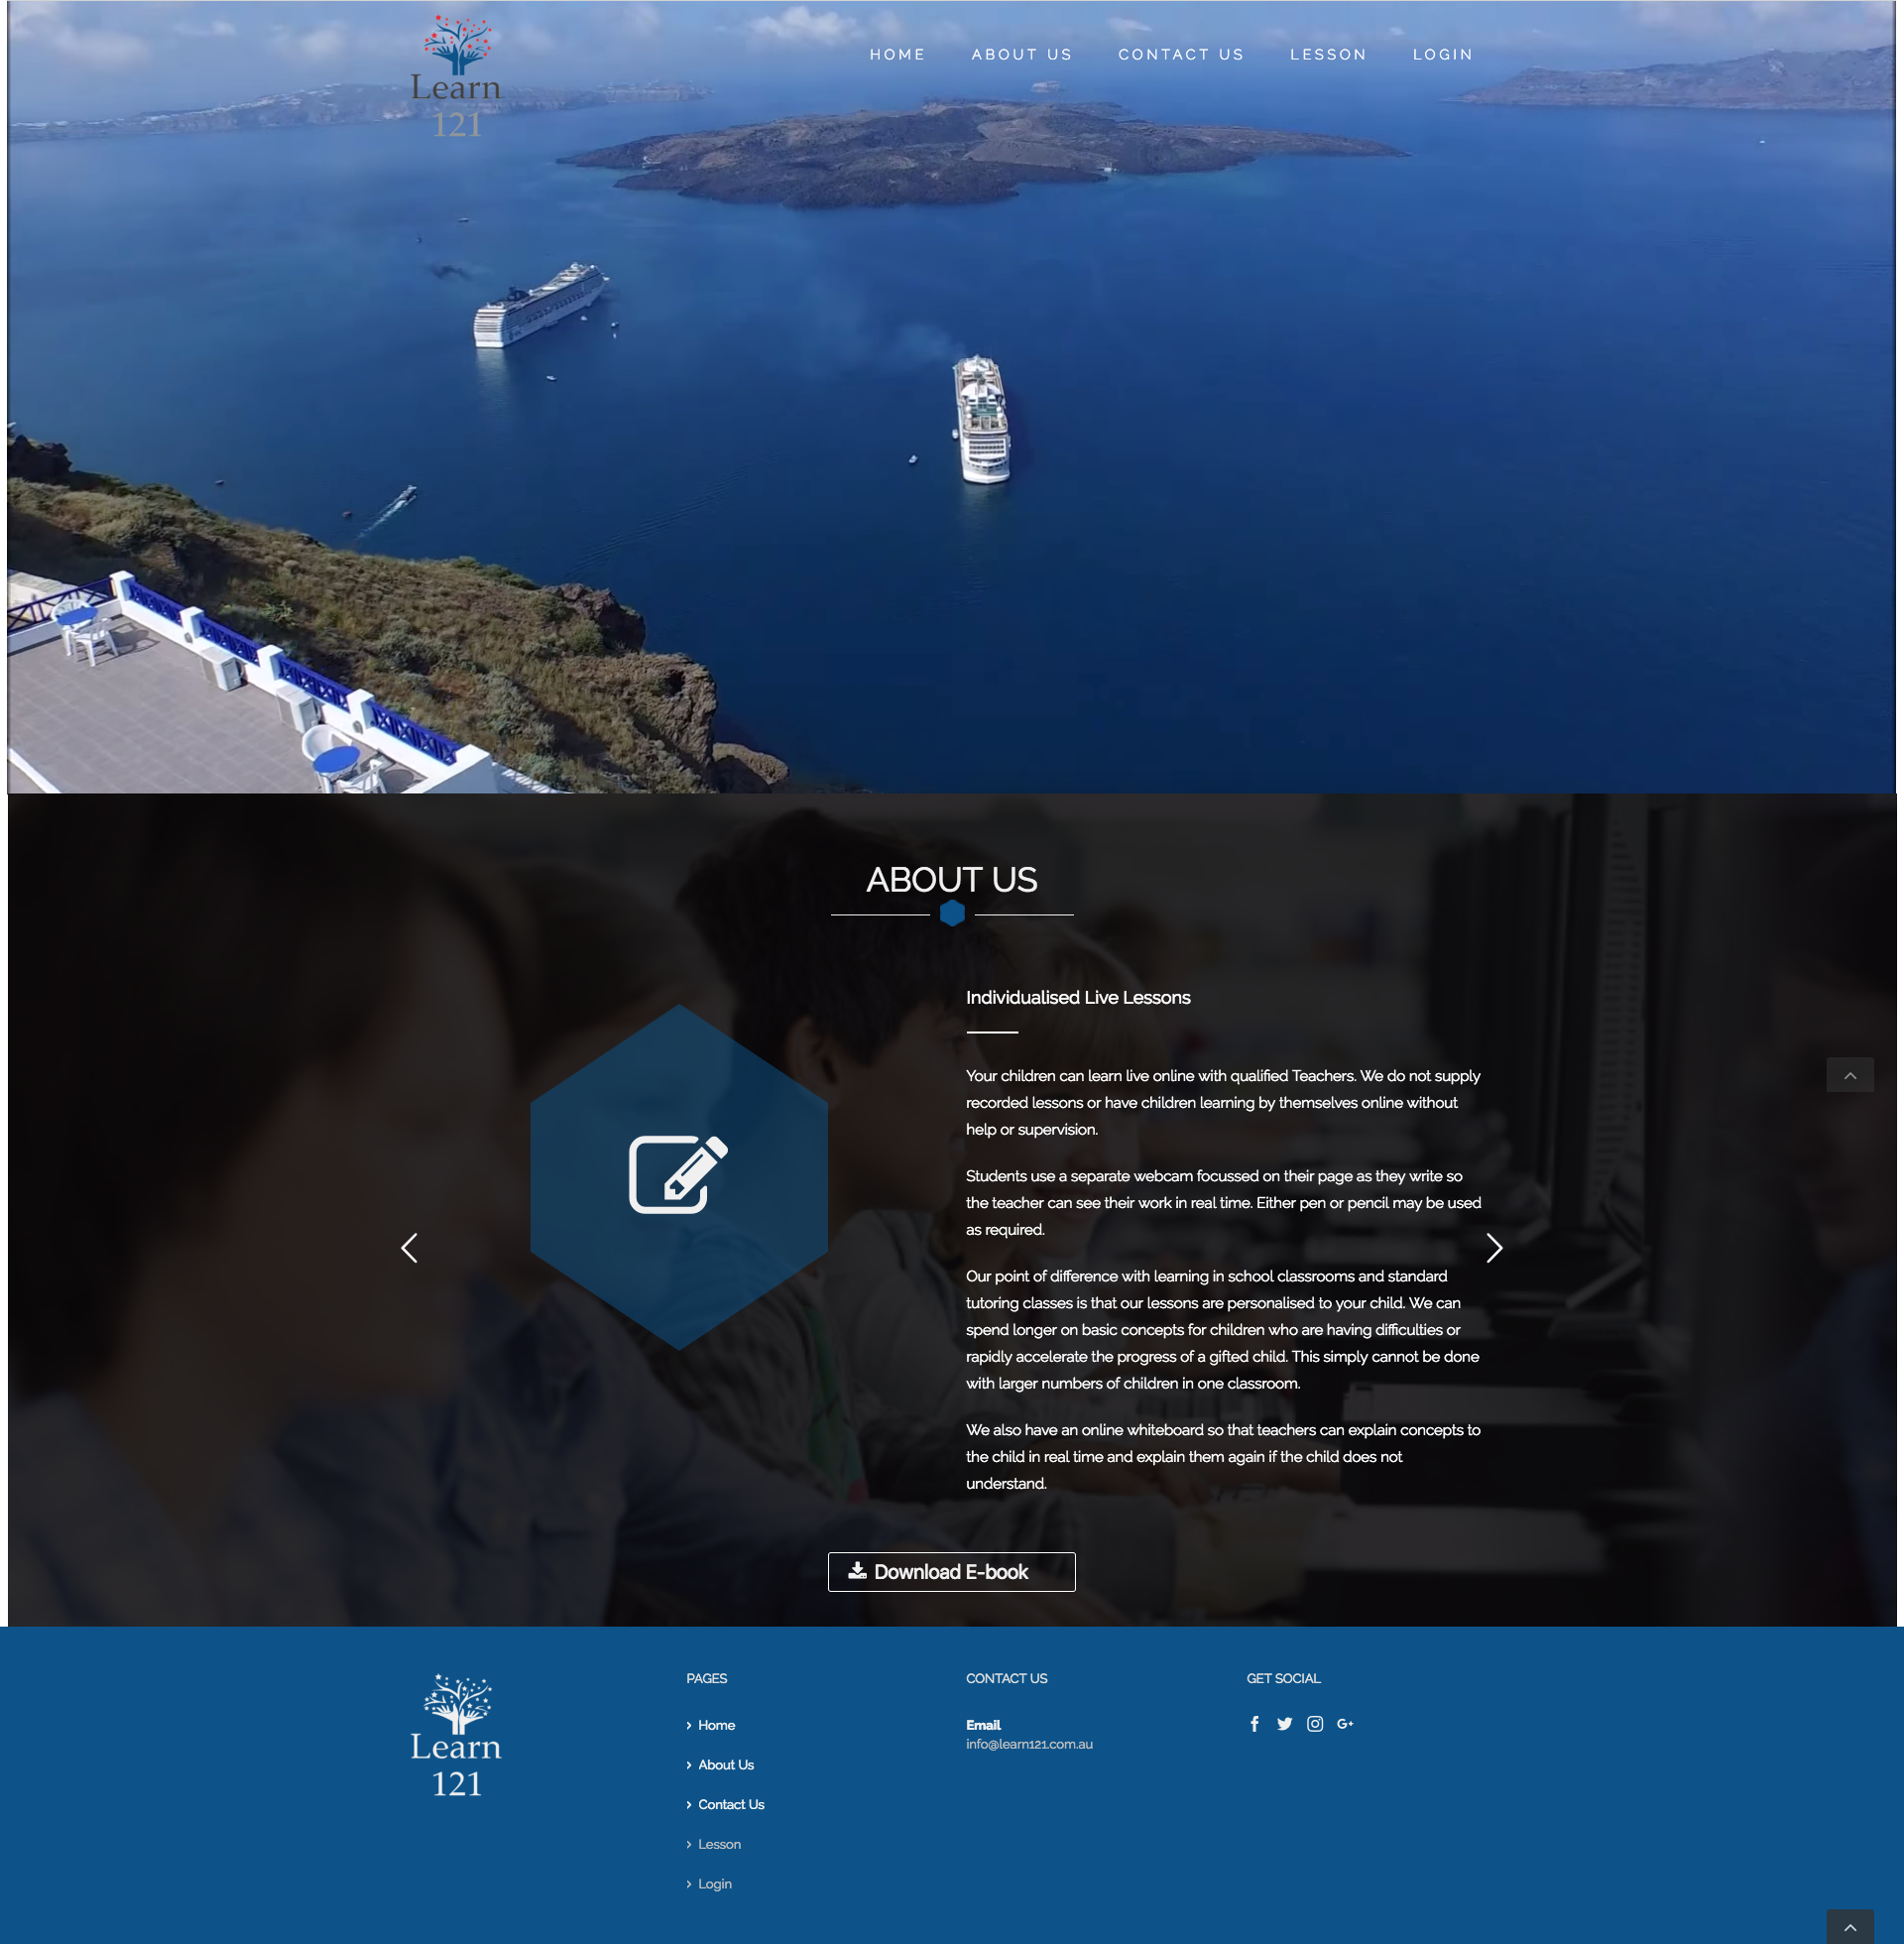 Learn
121
HOME ABOUT US CONTACT US LESSON LOGIN
ABOUT US
Individualised Live Lessons
Your children can learn live online with qualified Teachers. We do not supply
recorded lessons or have children learning by themselves online without
help or supervision.
Students use a separate webcam focussed on their page as they write so
the teacher can see their work in real time. Either pen or pencil may be used
as required.
Our point of difference with learning in school classrooms and standard
tutoring classes is that our lessons are personalised to your child. We can
spend longer on basic concepts for children who are having difficulties or
rapidly accelerate the progress of a gifted child. This simply cannot be done
with larger numbers of children in one classroom.
We also have an online whiteboard so that teachers can explain concepts to
the child in real time and explain them again if the child does not
understand.
Download E-book
Learn
121
PAGES
Home
About Us
Contact Us
Lesson
Login
CONTACT US
Email
info@learn121.com.au
GET SOCIAL
G+